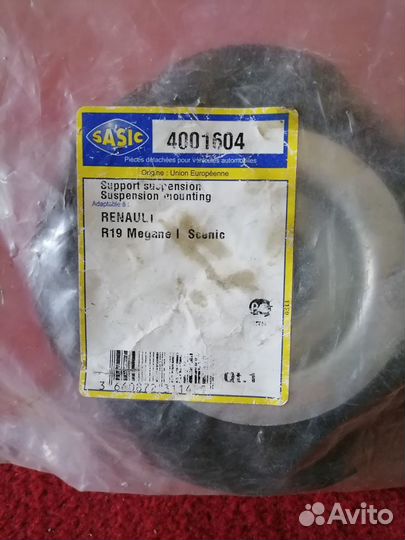 SASIC
4001604
Pièces détachées pour véhicules automobiles
Origine : Union Européenne
Support suspension
Suspension mounting
Adaptable à :
RENAULT
R19 Megane I Scenic
Qt.1
Avito